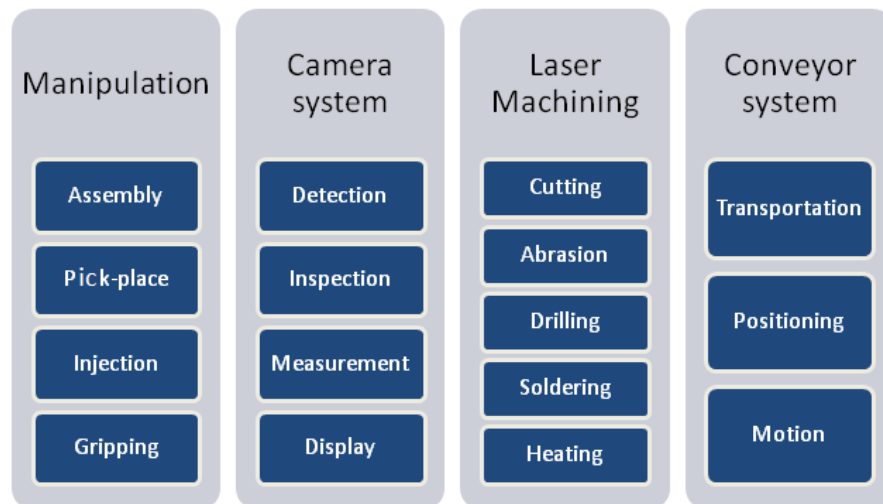 Manipulation
Assembly
Pick-place
Injection
Gripping
Camera
system
Detection
Inspection
Measurement
Display
Laser
Machining
Cutting
Abrasion
Drilling
Soldering
Heating
Conveyor
system
Transportation
Positioning
Motion